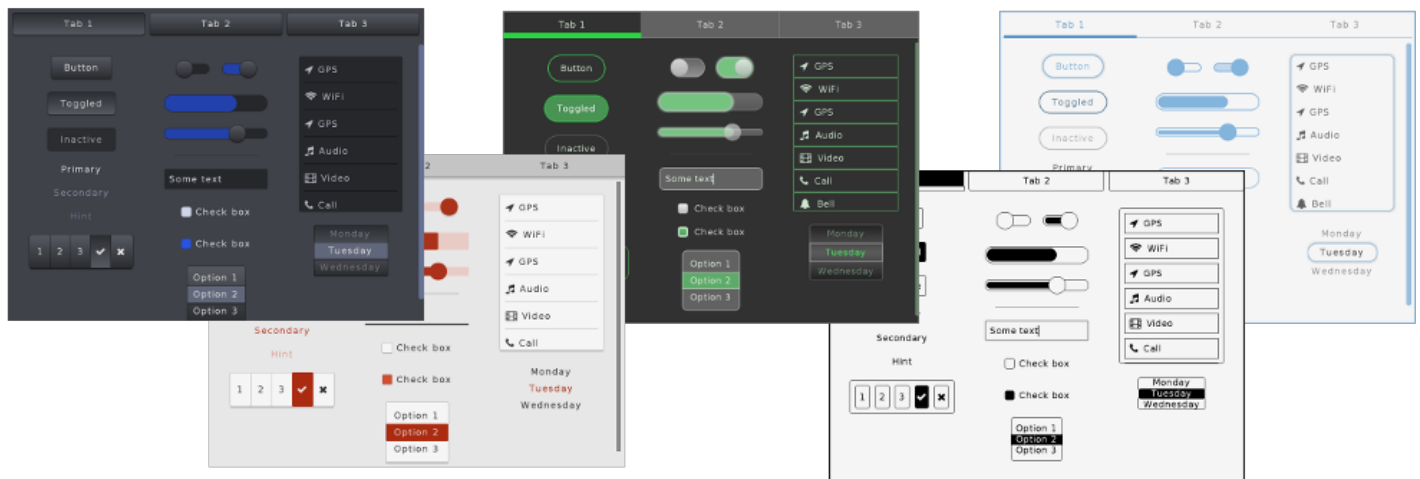 Tab 1
Tab 2
Tab 3
Button
Toggled
Inactive
Primary
Secondary
Hint
1 2 3
Some text
Check box
Check box
Option 1
Option 2
Option 3
GPS
WiFi
GPS
Audio
Video
Call
Monday
Tuesday
Wednesday
2
Tab 3
Secondary
Hint
1 2 3
Check box
Check box
Option 1
Option 2
Option 3
GPS
WiFi
GPS
Audio
Video
Call
Monday
Tuesday
Wednesday
Tab 1
Tab 2
Tab 3
Button
Toggled
Inactive
Some text
Check box
Check box
Option 1
Option 2
Option 3
GPS
WiFi
GPS
Audio
Video
Call
Bell
Monday
Tuesday
Wednesday
Tab 2
Tab 3
Secondary
Hint
1 2 3
Some text
Check box
Check box
Option 1
Option 2
Option 3
GPS
WiFi
GPS
Audio
Video
Call
Monday
Tuesday
Wednesday
Tab 1
Tab 2
Tab 3
Button
Toggled
Inactive
Primary
GPS
WiFi
GPS
Audio
Video
Call
Bell
Monday
Tuesday
Wednesday